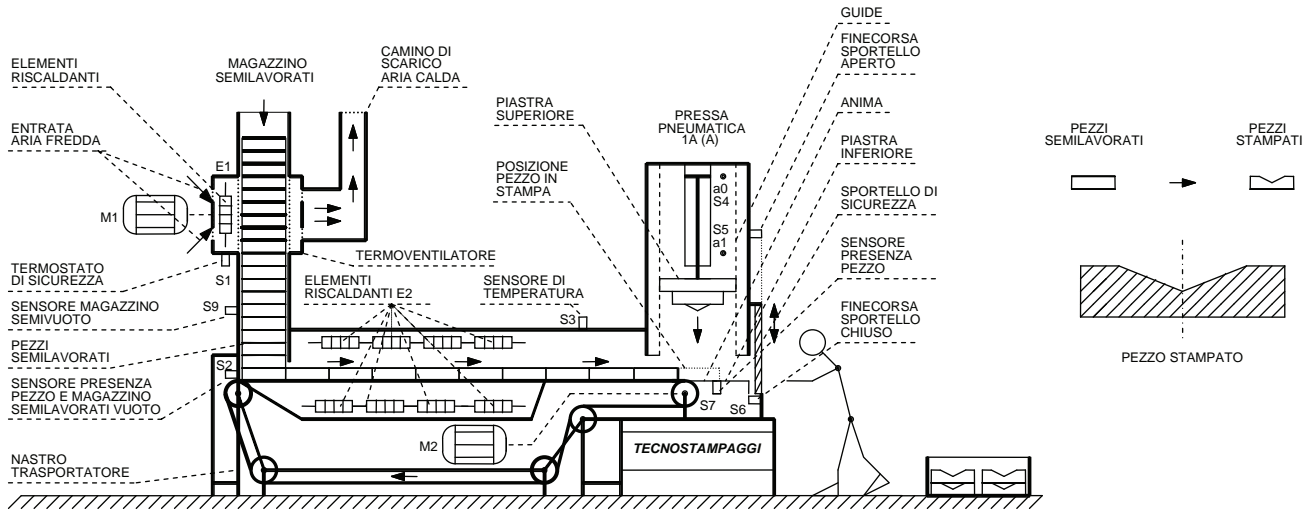 ELEMENTI
RISCALDANTI
MAGAZZINO
SEMILAVORATI
CAMINO DI
SCARICO
ARIA CALDA
ENTRATA
ARIA FREDDA
E1
M1
TERMOSTATO
DI SICUREZZA
S1
SENSORE MAGAZZINO
SEMIVUOTO
S9
PEZZI
SEMILAVORATI
S2
SENSORE PRESENZA
PEZZO E MAGAZZINO
SEMILAVORATI VUOTO
NASTRO
TRASPORTATORE
TERMOVENTILATORE
ELEMENTI
RISCALDANTI E2
SENSORE DI
TEMPERATURA
S3
M2
PIASTRA
SUPERIORE
POSIZIONE
PEZZO IN
STAMPA
PRESSA
PNEUMATICA
1A (A)
a0
S4
S5
a1
S7
S6
TECNOSTAMPAGGI
GUIDE
FINECORSA
SPORTELLO
APERTO
ANIMA
PIASTRA
INFERIORE
SPORTELLO DI
SICUREZZA
SENSORE
PRESENZA
PEZZO
FINECORSA
SPORTELLO
CHIUSO
PEZZI
SEMILAVORATI
PEZZI
STAMPATI
PEZZO STAMPATO